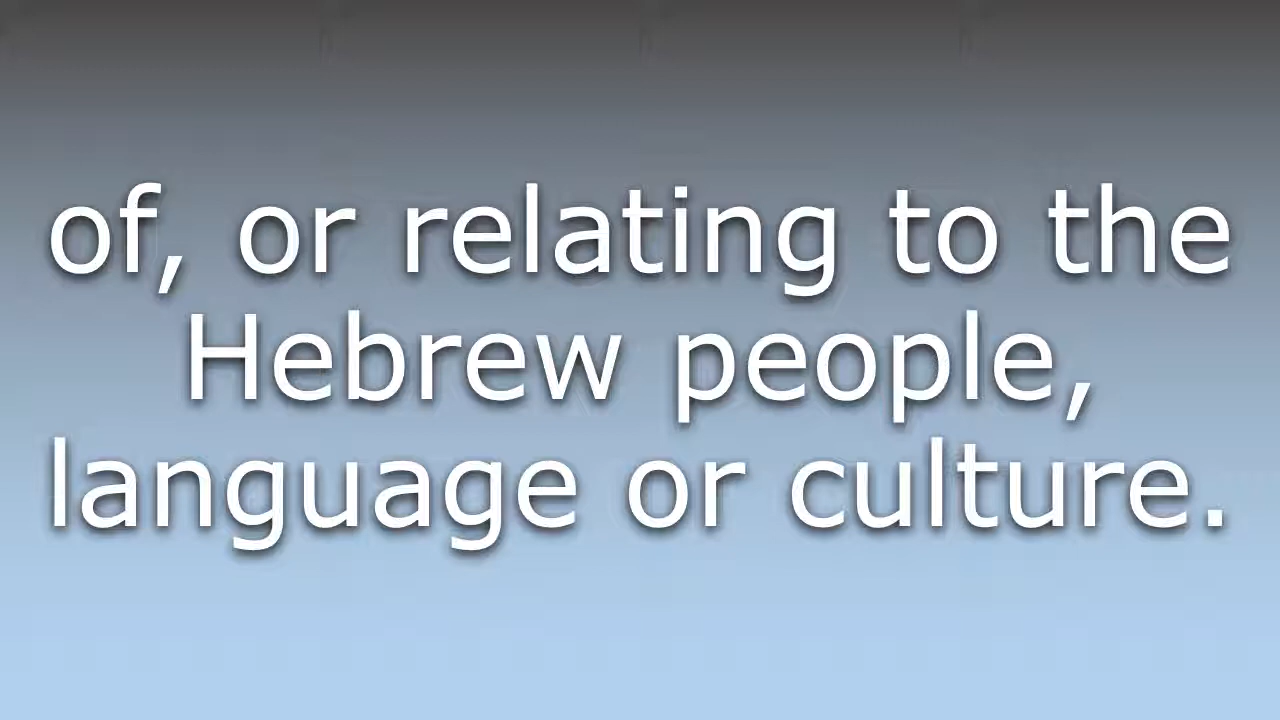 of, or relating to the
Hebrew people,
language or culture.